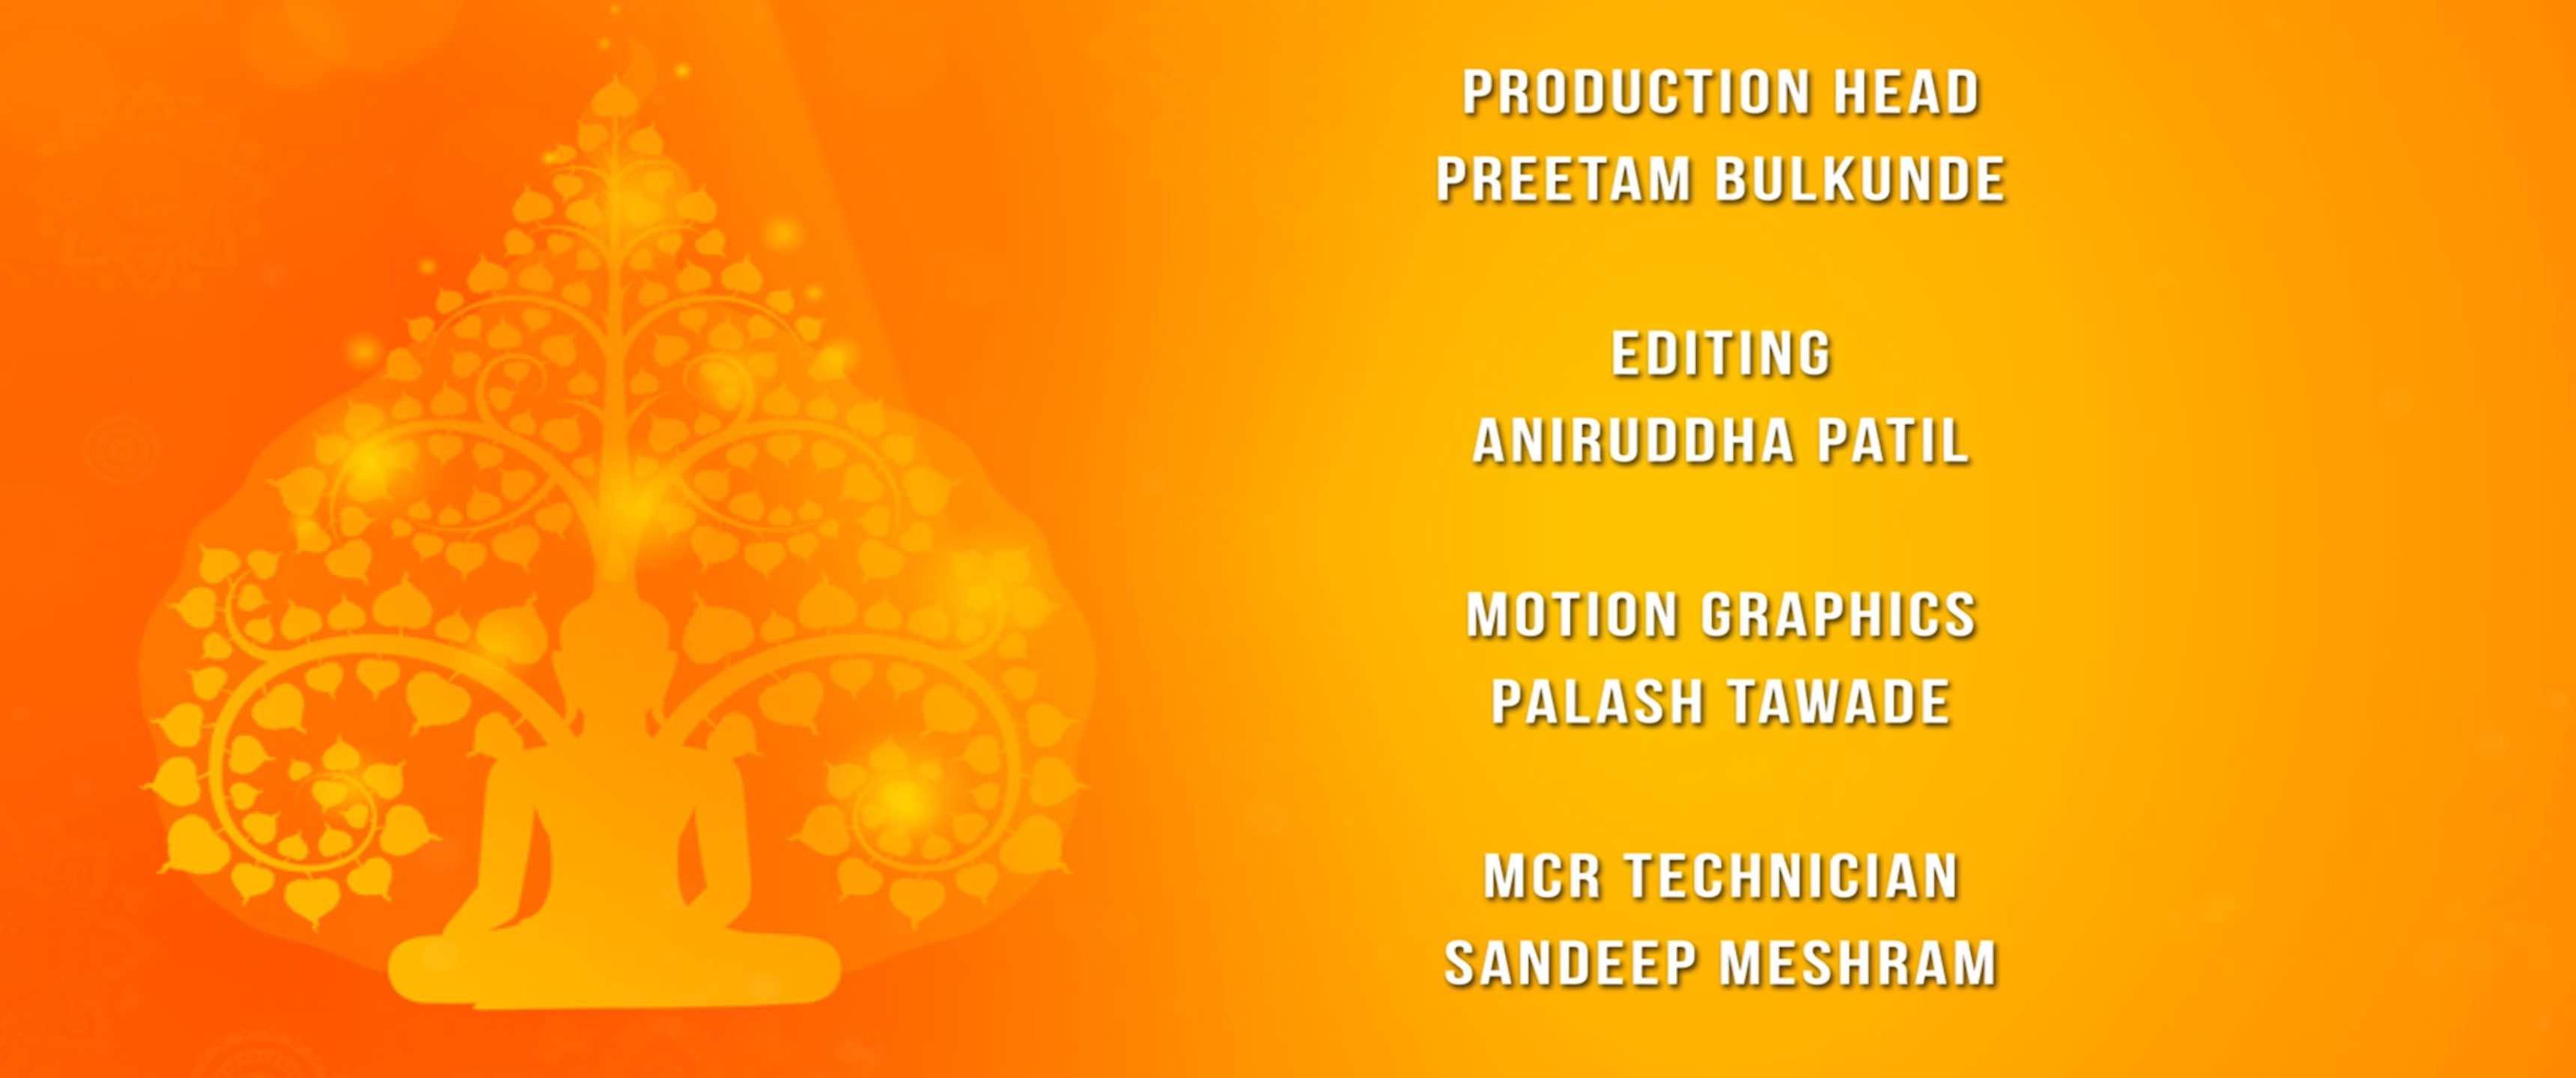 PRODUCTION HEAD
PREETAM BULKUNDE
EDITING
ANIRUDDHA PATIL
MOTION GRAPHICS
PALASH TAWADE
MCR TECHNICIAN
SANDEEP MESHRAM